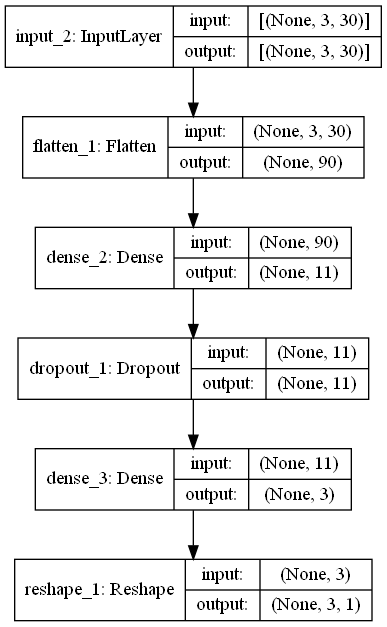 input_2: InputLayer input: [(None, 3, 30)]
output: [(None, 3, 30)]
flatten_1: Flatten input: (None, 3, 30)
output: (None, 90)
dense_2: Dense input: (None, 90)
output: (None, 11)
dropout_1: Dropout input: (None, 11)
output: (None, 11)
dense_3: Dense input: (None, 11)
output: (None, 3)
reshape_1: Reshape input: (None, 3)
output: (None, 3, 1)